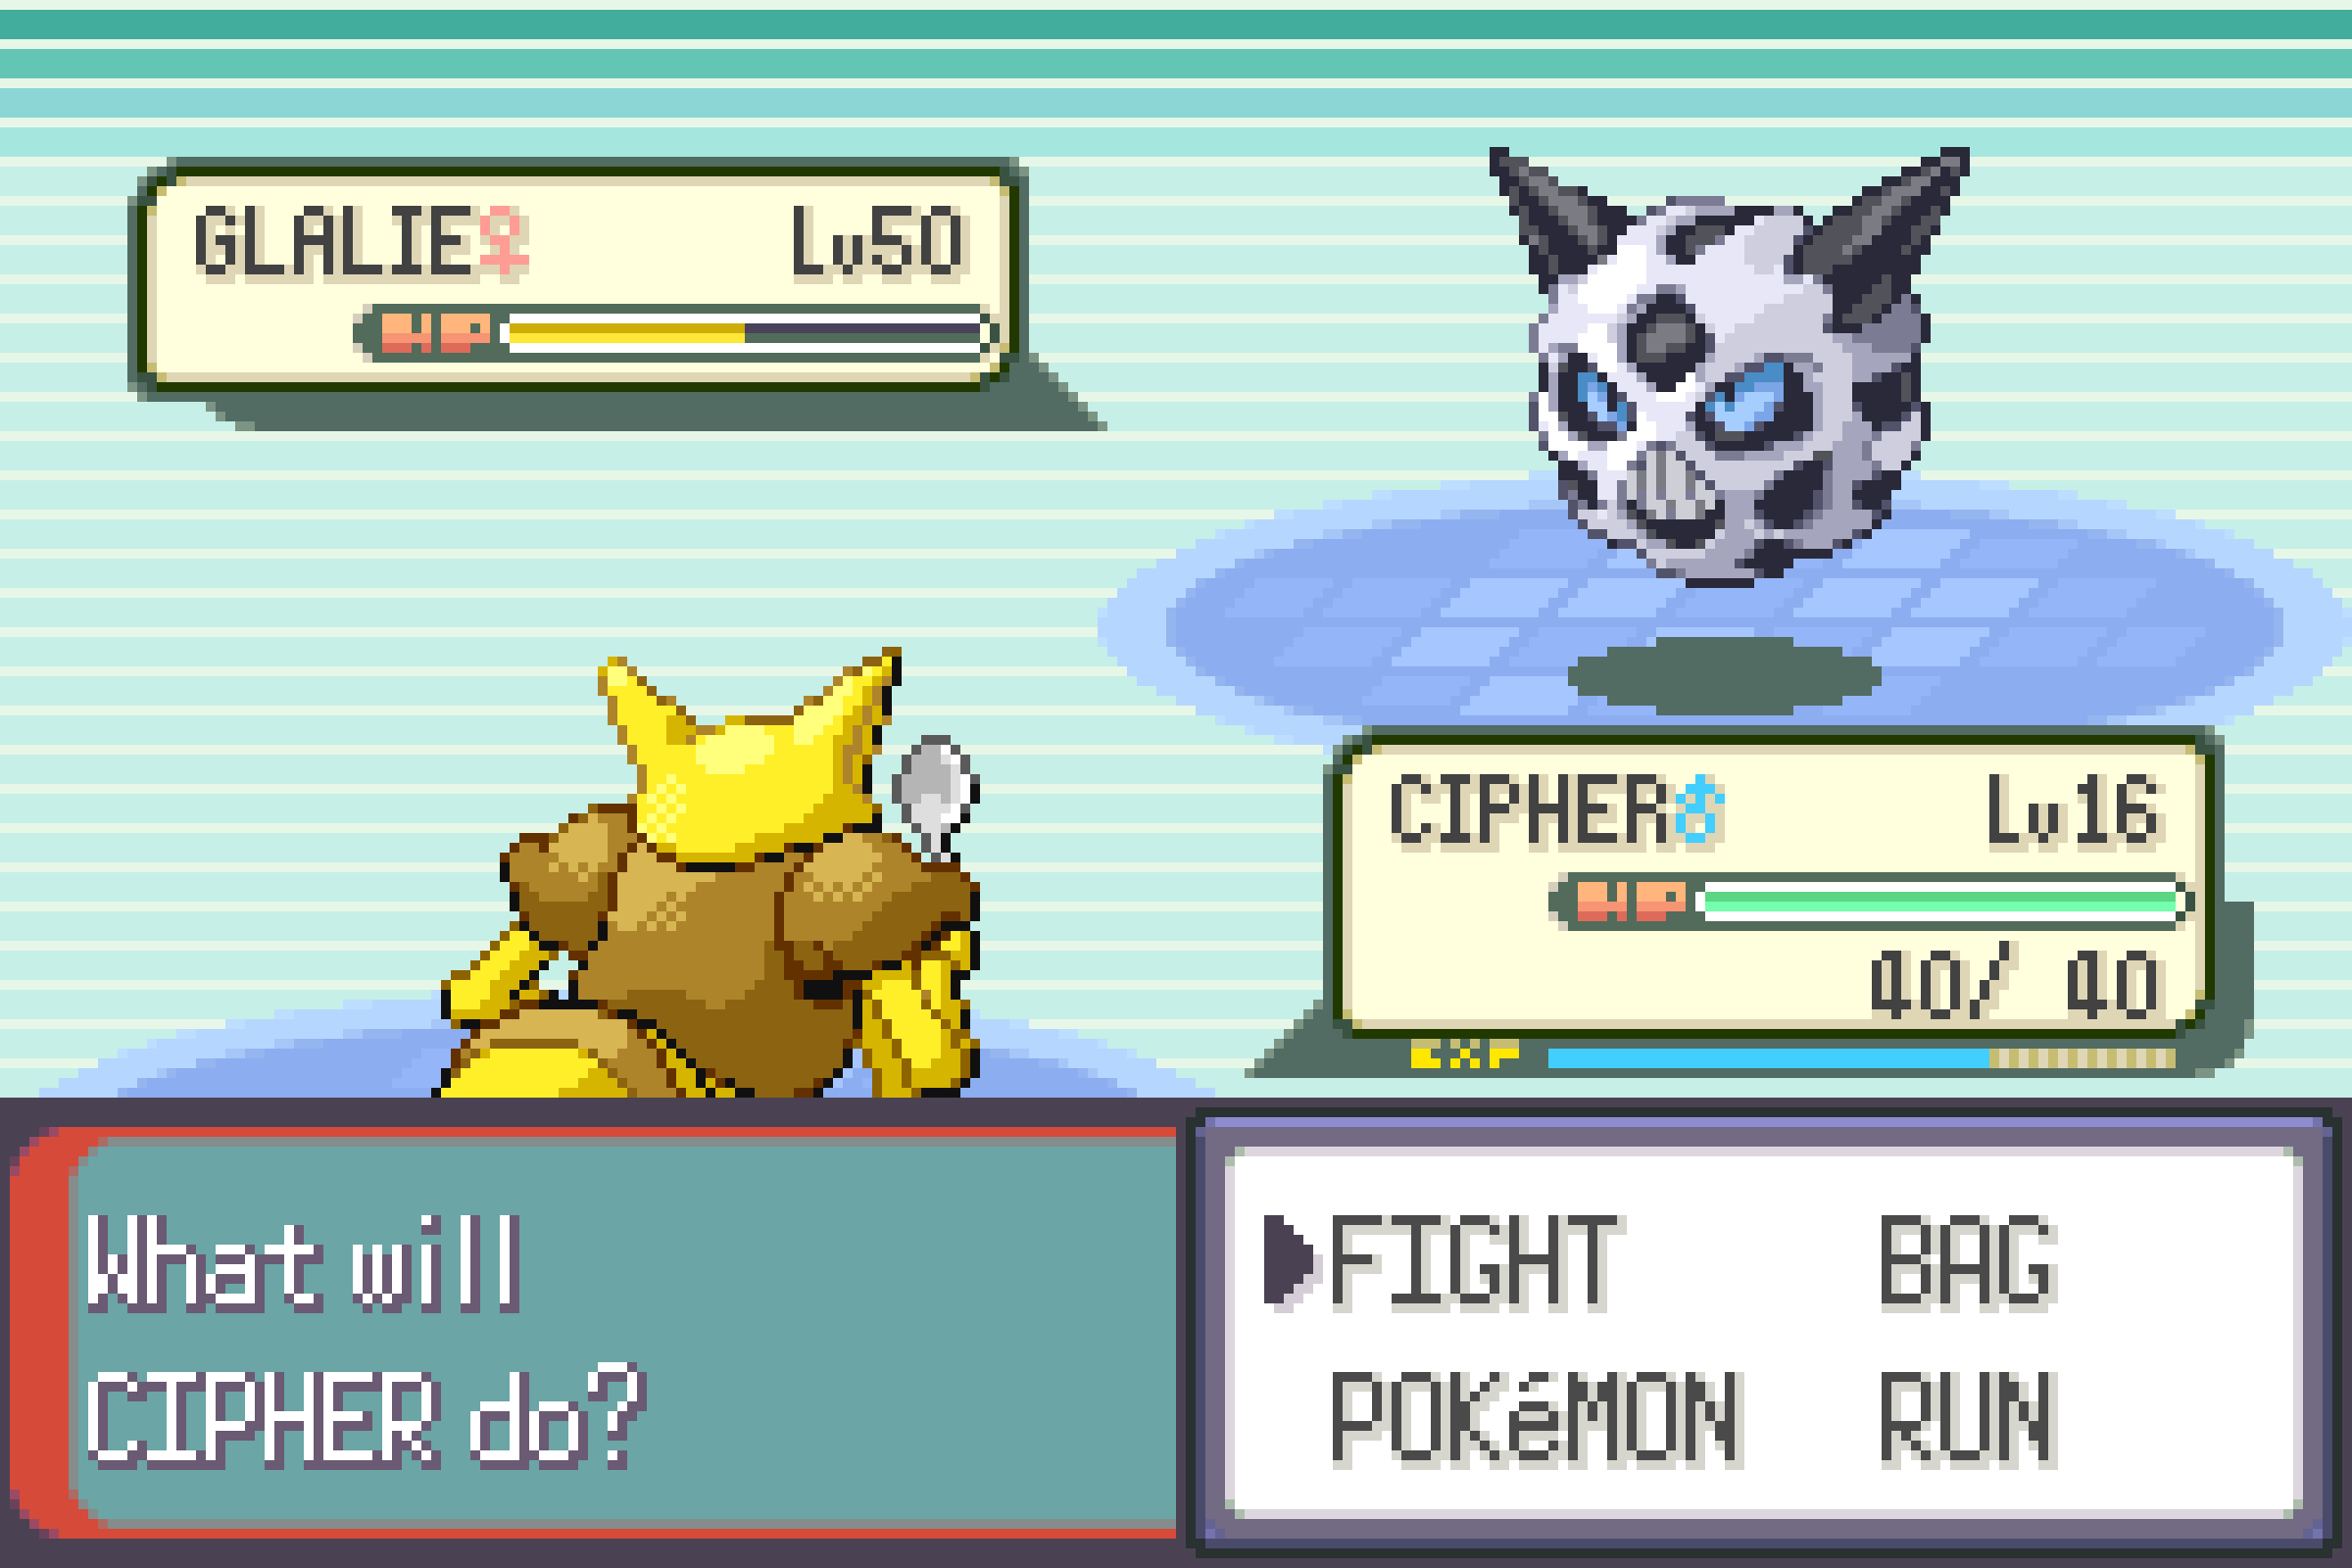 GLALIE♀ Lv50
HP
CIPHER♂ Lv16
HP
40/ 40
EXP
What will
CIPHER do?
FIGHT BAG
POKéMON RUN